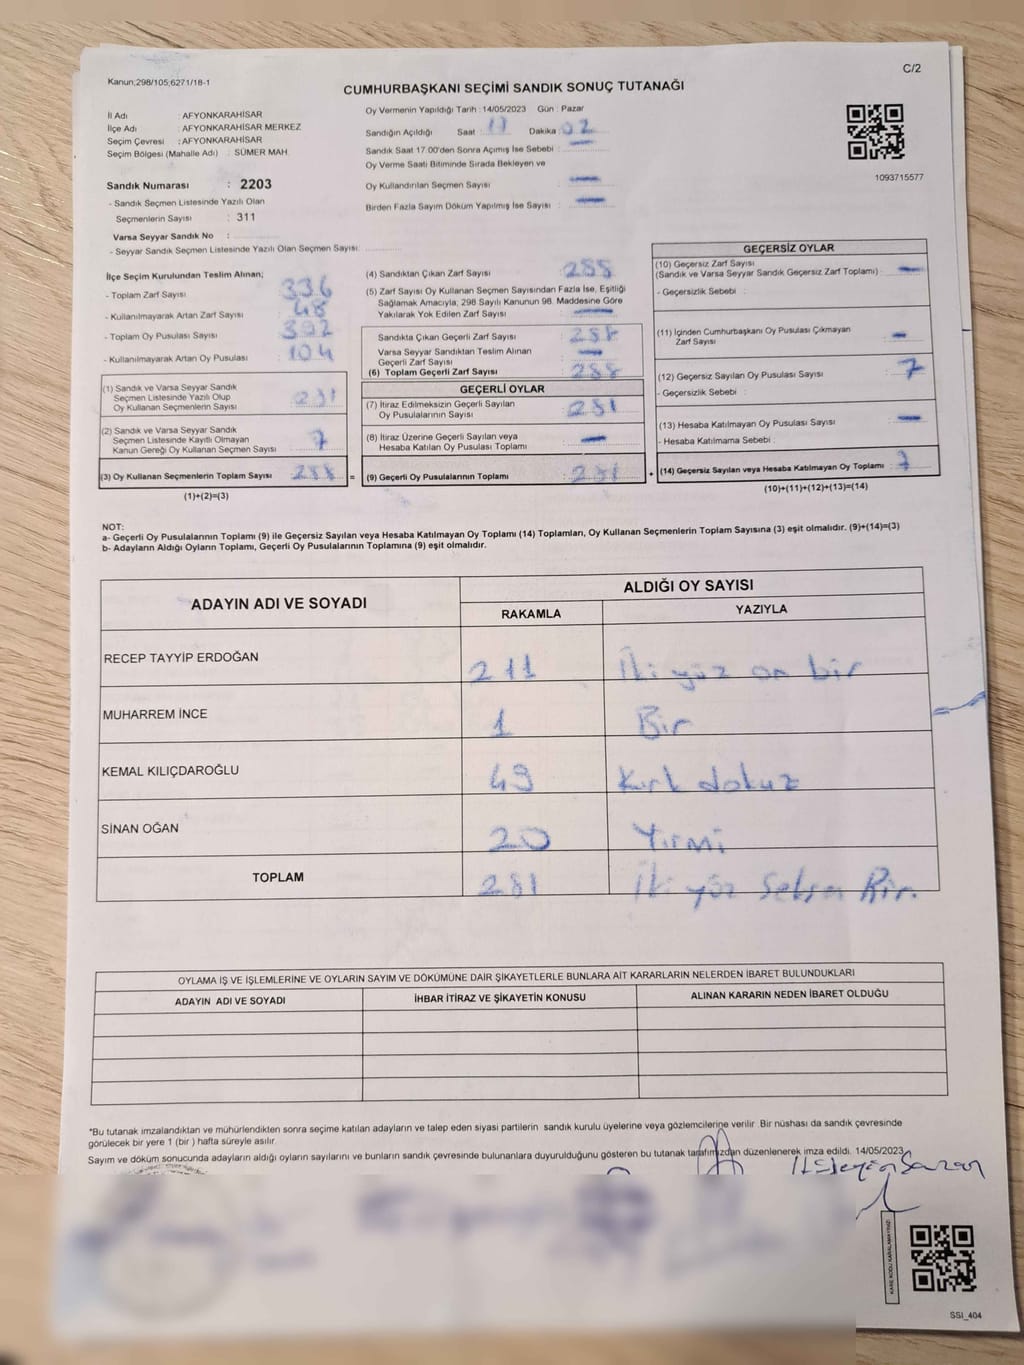 Kanun;298/105;6271/18-1
C/2
CUMHURBAŞKANI SEÇİMİ SANDIK SONUÇ TUTANAĞI
İl Adı : AFYONKARAHİSAR
İlçe Adı : AFYONKARAHİSAR MERKEZ
Seçim Çevresi : AFYONKARAHİSAR
Seçim Bölgesi (Mahalle Adı) : SÜMER MAH.
Sandık Numarası : 2203
- Sandık Seçmen Listesinde Yazılı Olan
Seçmenlerin Sayısı : 311
Varsa Seyyar Sandık No :
- Seyyar Sandık Seçmen Listesinde Yazılı Olan Seçmen Sayısı:
Oy Vermenin Yapıldığı Tarih : 14/05/2023 Gün : Pazar
Sandığın Açıldığı Saat : 17 Dakika : 02
Sandık Saat 17.00'den Sonra Açımış İse Sebebi : —
Oy Verme Saati Bitiminde Sırada Bekleyen ve
Oy Kullandırılan Seçmen Sayısı : —
Birden Fazla Sayım Döküm Yapılmış İse Sayısı : —
1093715577
İlçe Seçim Kurulundan Teslim Alınan;
- Toplam Zarf Sayısı : 336
- Kullanılmayarak Artan Zarf Sayısı : 48
- Toplam Oy Pusulası Sayısı : 392
- Kullanılmayarak Artan Oy Pusulası : 104
(1) Sandık ve Varsa Seyyar Sandık
Seçmen Listesinde Yazılı Olup
Oy Kullanan Seçmenlerin Sayısı : 281
(2) Sandık ve Varsa Seyyar Sandık
Seçmen Listesinde Kayıtlı Olmayan
Kanun Gereği Oy Kullanan Seçmen Sayısı : 7
(3) Oy Kullanan Seçmenlerin Toplam Sayısı : 288 =
(1)+(2)=(3)
(4) Sandıktan Çıkan Zarf Sayısı : 288
(5) Zarf Sayısı Oy Kullanan Seçmen Sayısından Fazla İse, Eşitliği
Sağlamak Amacıyla; 298 Sayılı Kanunun 98. Maddesine Göre
Yakılarak Yok Edilen Zarf Sayısı : —
Sandıkta Çıkan Geçerli Zarf Sayısı : 288
Varsa Seyyar Sandıktan Teslim Alınan
Geçerli Zarf Sayısı : —
(6) Toplam Geçerli Zarf Sayısı : 288
GEÇERLİ OYLAR
(7) İtiraz Edilmeksizin Geçerli Sayılan
Oy Pusulalarının Sayısı : 281
(8) İtiraz Üzerine Geçerli Sayılan veya
Hesaba Katılan Oy Pusulası Toplamı : —
(9) Geçerli Oy Pusulalarının Toplamı : 281 +
GEÇERSİZ OYLAR
(10) Geçersiz Zarf Sayısı
(Sandık ve Varsa Seyyar Sandık Geçersiz Zarf Toplamı) : —
- Geçersizlik Sebebi :
(11) İçinden Cumhurbaşkanı Oy Pusulası Çıkmayan
Zarf Sayısı : —
(12) Geçersiz Sayılan Oy Pusulası Sayısı : 7
- Geçersizlik Sebebi :
(13) Hesaba Katılmayan Oy Pusulası Sayısı : —
- Hesaba Katılmama Sebebi :
(14) Geçersiz Sayılan veya Hesaba Katılmayan Oy Toplamı : 7
(10)+(11)+(12)+(13)=(14)
NOT:
a- Geçerli Oy Pusulalarının Toplamı (9) ile Geçersiz Sayılan veya Hesaba Katılmayan Oy Toplamı (14) Toplamları, Oy Kullanan Seçmenlerin Toplam Sayısına (3) eşit olmalıdır. (9)+(14)=(3)
b- Adayların Aldığı Oyların Toplamı, Geçerli Oy Pusulalarının Toplamına (9) eşit olmalıdır.
ADAYIN ADI VE SOYADI
ALDIĞI OY SAYISI
RAKAMLA YAZIYLA
RECEP TAYYİP ERDOĞAN 211 İki yüz on bir
MUHARREM İNCE 1 Bir
KEMAL KILIÇDAROĞLU 49 Kırk dokuz
SİNAN OĞAN 20 Yirmi
TOPLAM 281 İki yüz Seksen Bir.
OYLAMA İŞ VE İŞLEMLERİNE VE OYLARIN SAYIM VE DÖKÜMÜNE DAİR ŞİKAYETLERLE BUNLARA AİT KARARLARIN NELERDEN İBARET BULUNDUKLARI
ADAYIN ADI VE SOYADI İHBAR İTİRAZ VE ŞİKAYETİN KONUSU ALINAN KARARIN NEDEN İBARET OLDUĞU
*Bu tutanak imzalandıktan ve mühürlendikten sonra seçime katılan adayların ve talep eden siyasi partilerin sandık kurulu üyelerine veya gözlemcilerine verilir. Bir nüshası da sandık çevresinde
görülecek bir yere 1 (bir) hafta süreyle asılır.
Sayım ve döküm sonucunda adayların aldığı oyların sayılarını ve bunların sandık çevresinde bulunanlara duyurulduğunu gösteren bu tutanak tarafımızdan düzenlenerek imza edildi. 14/05/2023
KARE KODU KARALAMAYINIZ!
SSI_404